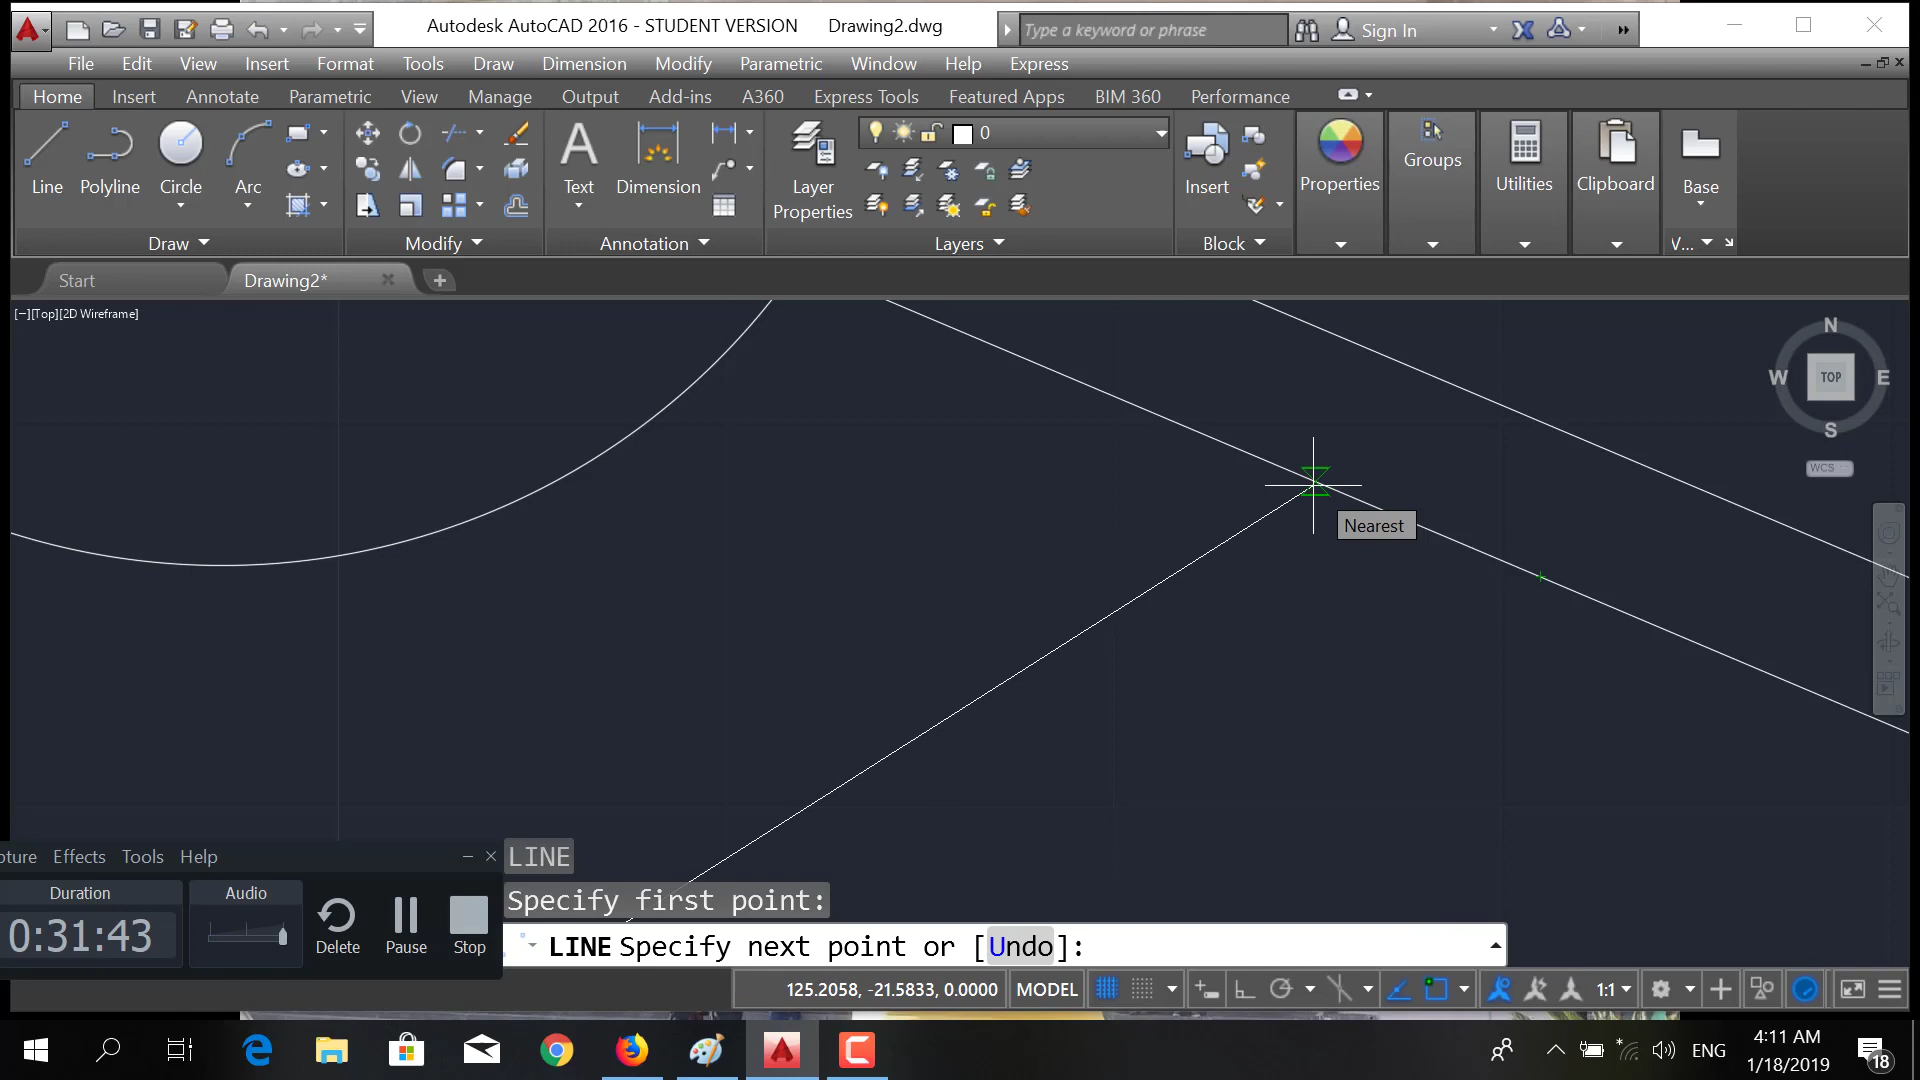 Autodesk AutoCAD 2016 - STUDENT VERSION Drawing2.dwg
Type a keyword or phrase
Sign In
File Edit View Insert Format Tools Draw Dimension Modify Parametric Window Help Express
Home Insert Annotate Parametric View Manage Output Add-ins A360 Express Tools Featured Apps BIM 360 Performance
0
Line Polyline Circle Arc
Text Dimension
Layer Properties
Insert
Properties
Groups
Utilities
Clipboard
Base
Draw Modify Annotation Layers Block V...
Start Drawing2*
[−][Top][2D Wireframe]
N
W TOP E
S
WCS
Nearest
pture Effects Tools Help
LINE
Duration Audio
Specify first point:
0:31:43 Delete Pause Stop
LINE Specify next point or [Undo]:
125.2058, -21.5833, 0.0000 MODEL 1:1
ENG
4:11 AM
1/18/2019
18